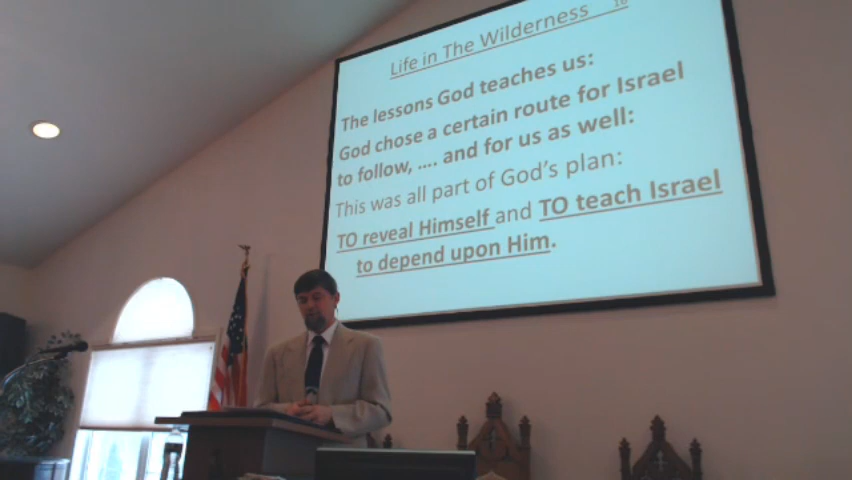 Life in The Wilderness 16
The lessons God teaches us:
God chose a certain route for Israel
to follow, .... and for us as well:
This was all part of God's plan:
TO reveal Himself and TO teach Israel
to depend upon Him.